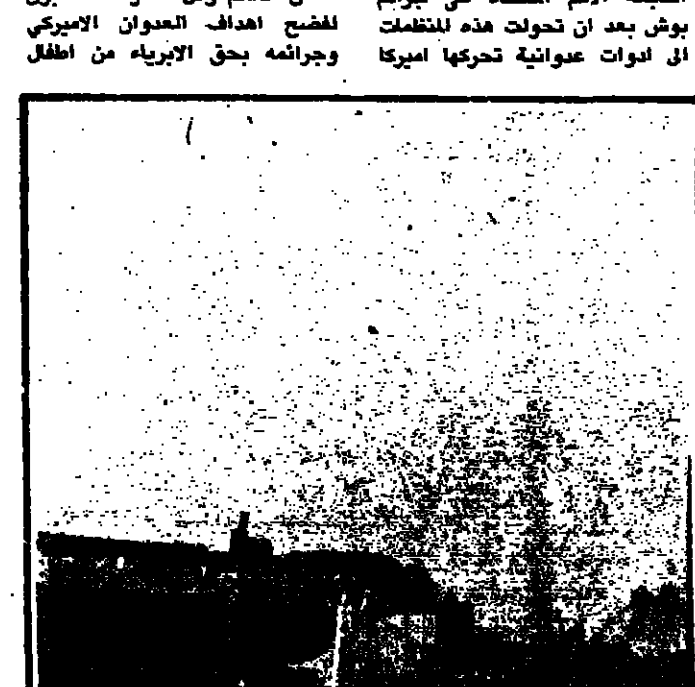 بوش بعد ان تحولت هذه المنظمات
الى ادوات عدوانية تحركها اميركا
لفضح اهداف العدوان الاميركي
وجرائمه بحق الابرياء من اطفال